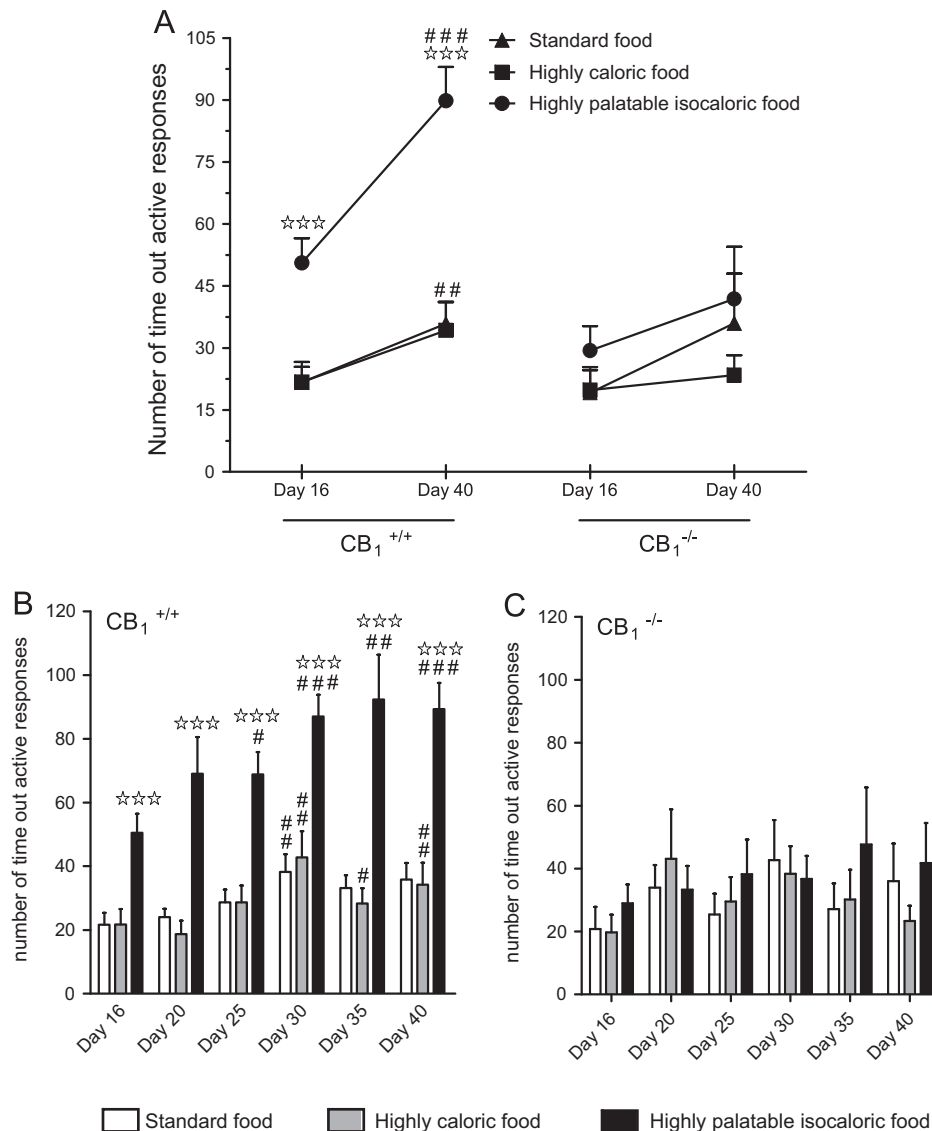 A
Number of time out active responses
105
90
75
60
45
30
15
0
###
☆☆☆
☆☆☆
##
Standard food
Highly caloric food
Highly palatable isocaloric food
Day 16
Day 40
Day 16
Day 40
CB1 +/+
CB1 -/-
B
CB1 +/+
number of time out active responses
120
100
80
60
40
20
0
☆☆☆
☆☆☆
☆☆☆
#
##
##
☆☆☆
###
#
☆☆☆
##
##
☆☆☆
###
Day 16
Day 20
Day 25
Day 30
Day 35
Day 40
C
CB1 -/-
number of time out active responses
120
100
80
60
40
20
0
Day 16
Day 20
Day 25
Day 30
Day 35
Day 40
Standard food
Highly caloric food
Highly palatable isocaloric food